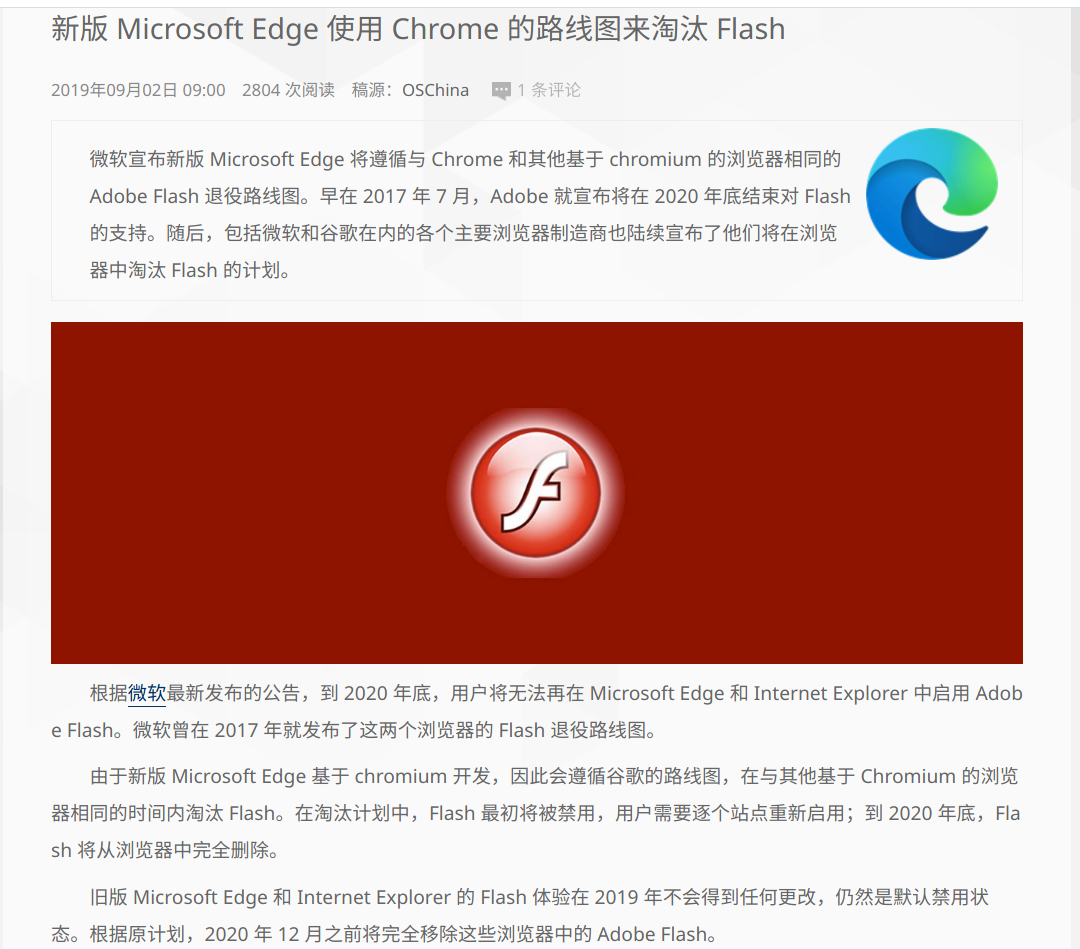 新版 Microsoft Edge 使用 Chrome 的路线图来淘汰 Flash
2019年09月02日 09:00 2804 次阅读 稿源：OSChina 1 条评论
微软宣布新版 Microsoft Edge 将遵循与 Chrome 和其他基于 chromium 的浏览器相同的
Adobe Flash 退役路线图。早在 2017 年 7 月，Adobe 就宣布将在 2020 年底结束对 Flash
的支持。随后，包括微软和谷歌在内的各个主要浏览器制造商也陆续宣布了他们将在浏览
器中淘汰 Flash 的计划。
根据微软最新发布的公告，到 2020 年底，用户将无法再在 Microsoft Edge 和 Internet Explorer 中启用 Adob
e Flash。微软曾在 2017 年就发布了这两个浏览器的 Flash 退役路线图。
由于新版 Microsoft Edge 基于 chromium 开发，因此会遵循谷歌的路线图，在与其他基于 Chromium 的浏览
器相同的时间内淘汰 Flash。在淘汰计划中，Flash 最初将被禁用，用户需要逐个站点重新启用；到 2020 年底，Fla
sh 将从浏览器中完全删除。
旧版 Microsoft Edge 和 Internet Explorer 的 Flash 体验在 2019 年不会得到任何更改，仍然是默认禁用状
态。根据原计划，2020 年 12 月之前将完全移除这些浏览器中的 Adobe Flash。